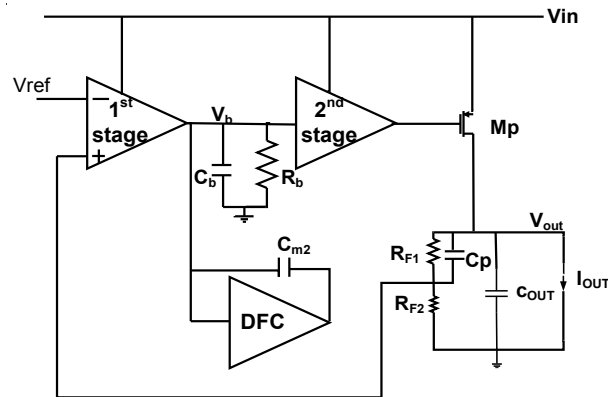 Vin
Vref
1st
stage
Vb
2nd
stage
Mp
Cb
Rb
Cm2
DFC
Vout
RF1
Cp
RF2
COUT
IOUT